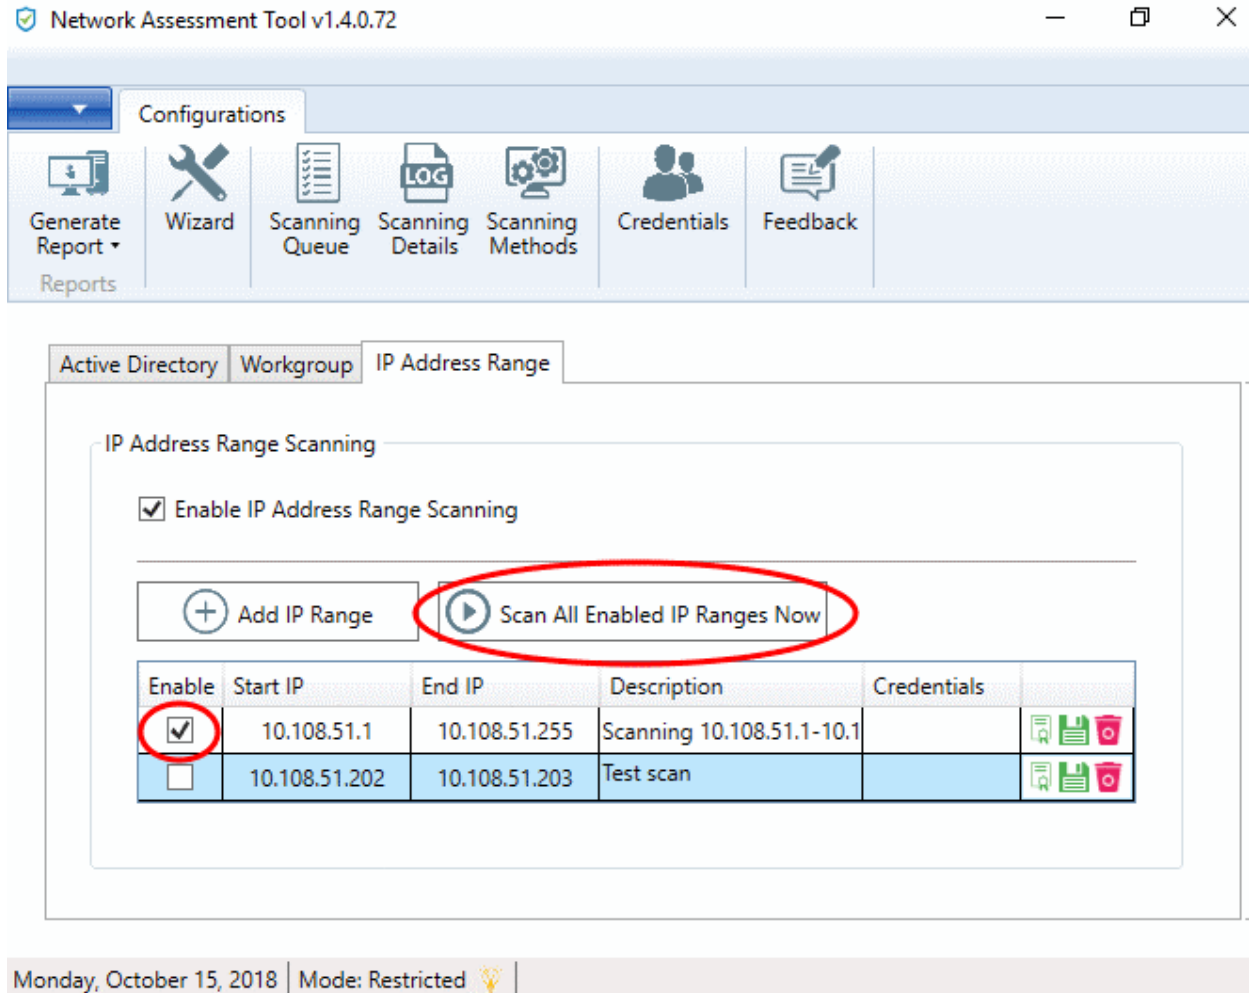 Network Assessment Tool v1.4.0.72
Configurations
LOG
Generate Report
Wizard
Scanning Queue
Scanning Details
Scanning Methods
Credentials
Feedback
Reports
Active Directory Workgroup IP Address Range
IP Address Range Scanning
Enable IP Address Range Scanning
Add IP Range Scan All Enabled IP Ranges Now
Enable Start IP End IP Description Credentials
10.108.51.1 10.108.51.255 Scanning 10.108.51.1-10.1
10.108.51.202 10.108.51.203 Test scan
Monday, October 15, 2018 Mode: Restricted